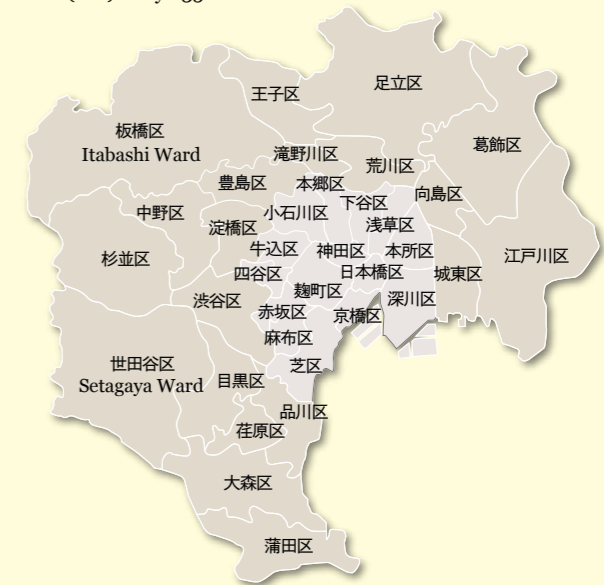 足立区
王子区
板橋区
Itabashi Ward
葛飾区
滝野川区
荒川区
豊島区
本郷区
向島区
下谷区
中野区
小石川区
浅草区
淀橋区
牛込区
神田区
本所区
江戸川区
杉並区
四谷区
日本橋区
城東区
麹町区
渋谷区
深川区
赤坂区
京橋区
麻布区
世田谷区
Setagaya Ward
芝区
目黒区
品川区
荏原区
大森区
蒲田区